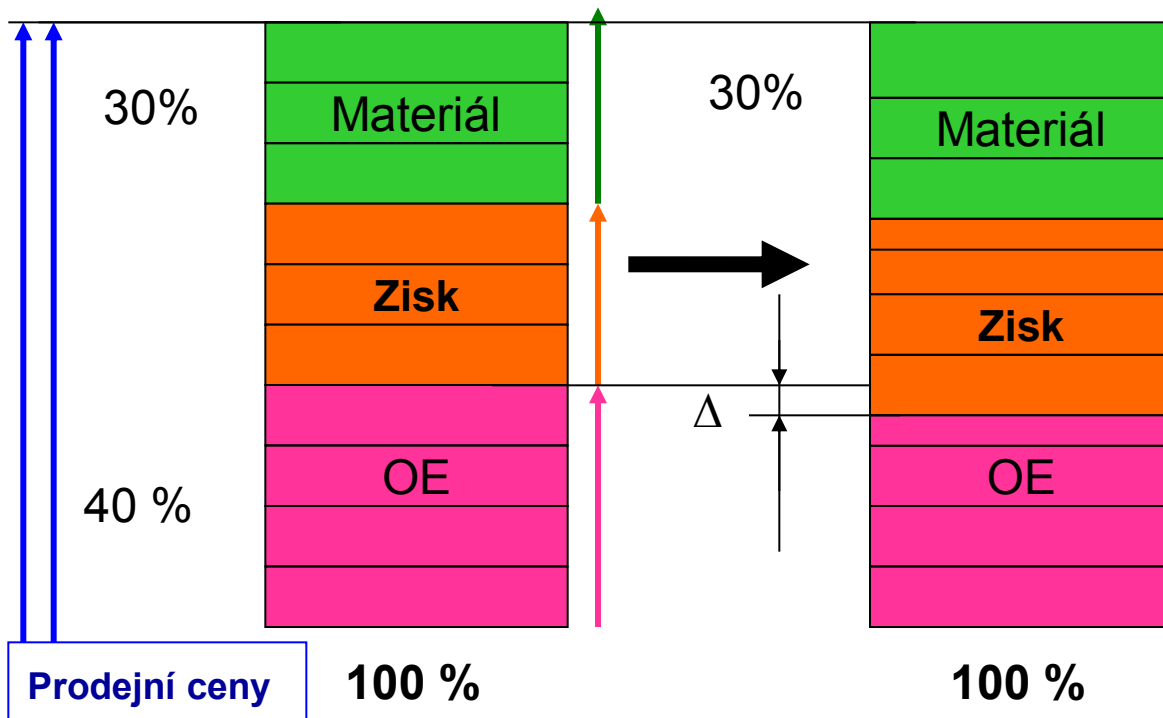 30%
30%
Materiál
Materiál
Zisk
Zisk
Δ
OE
OE
40 %
Prodejní ceny
100 %
100 %